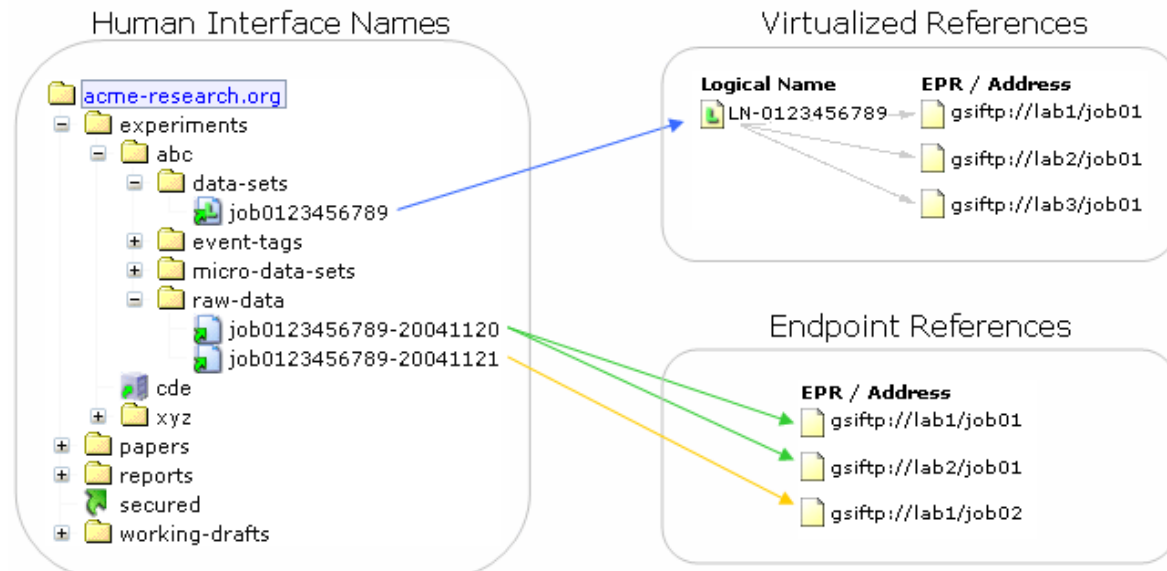 Human Interface Names
acme-research.org
experiments
abc
data-sets
job0123456789
event-tags
micro-data-sets
raw-data
job0123456789-20041120
job0123456789-20041121
cde
xyz
papers
reports
secured
working-drafts
Virtualized References
Logical Name EPR / Address
LN-0123456789 gsiftp://lab1/job01
gsiftp://lab2/job01
gsiftp://lab3/job01
Endpoint References
EPR / Address
gsiftp://lab1/job01
gsiftp://lab2/job01
gsiftp://lab1/job02